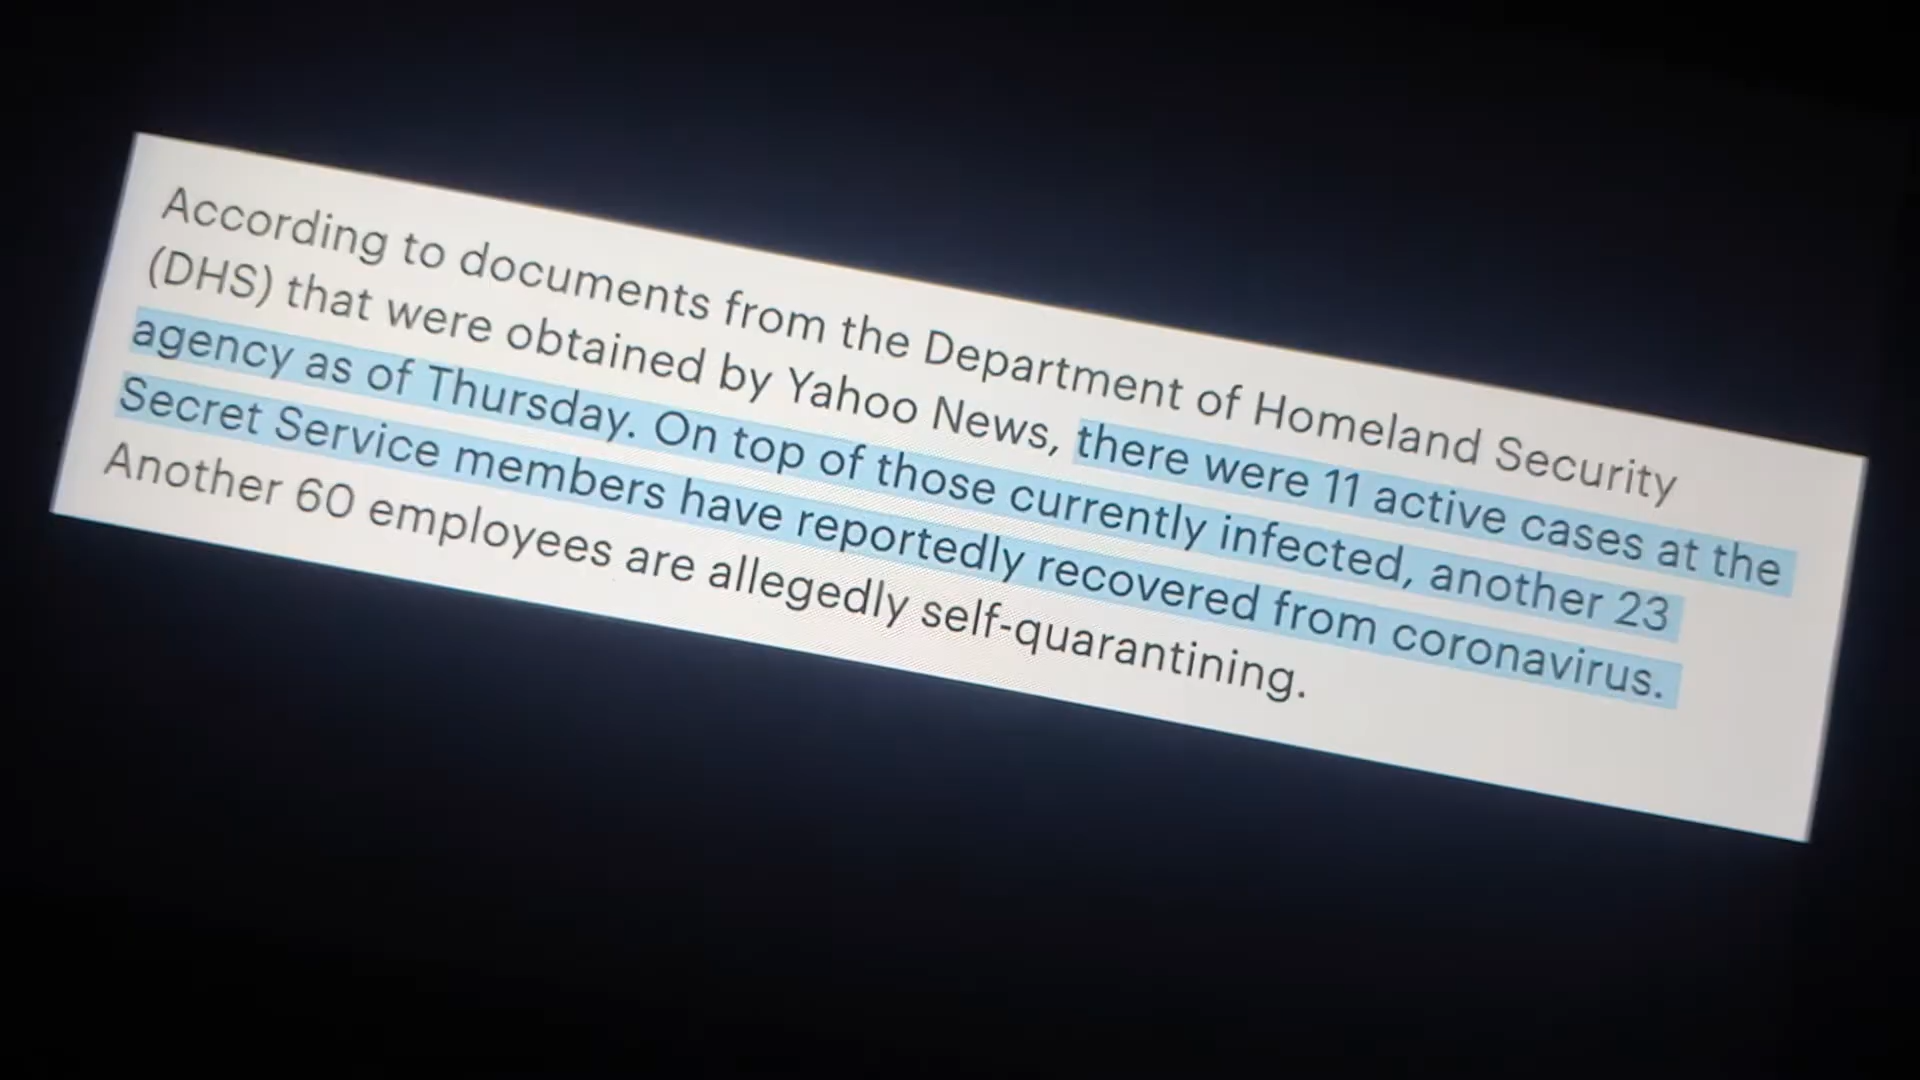 According to documents from the Department of Homeland Security
(DHS) that were obtained by Yahoo News, there were 11 active cases at the
agency as of Thursday. On top of those currently infected, another 23
Secret Service members have reportedly recovered from coronavirus.
Another 60 employees are allegedly self-quarantining.